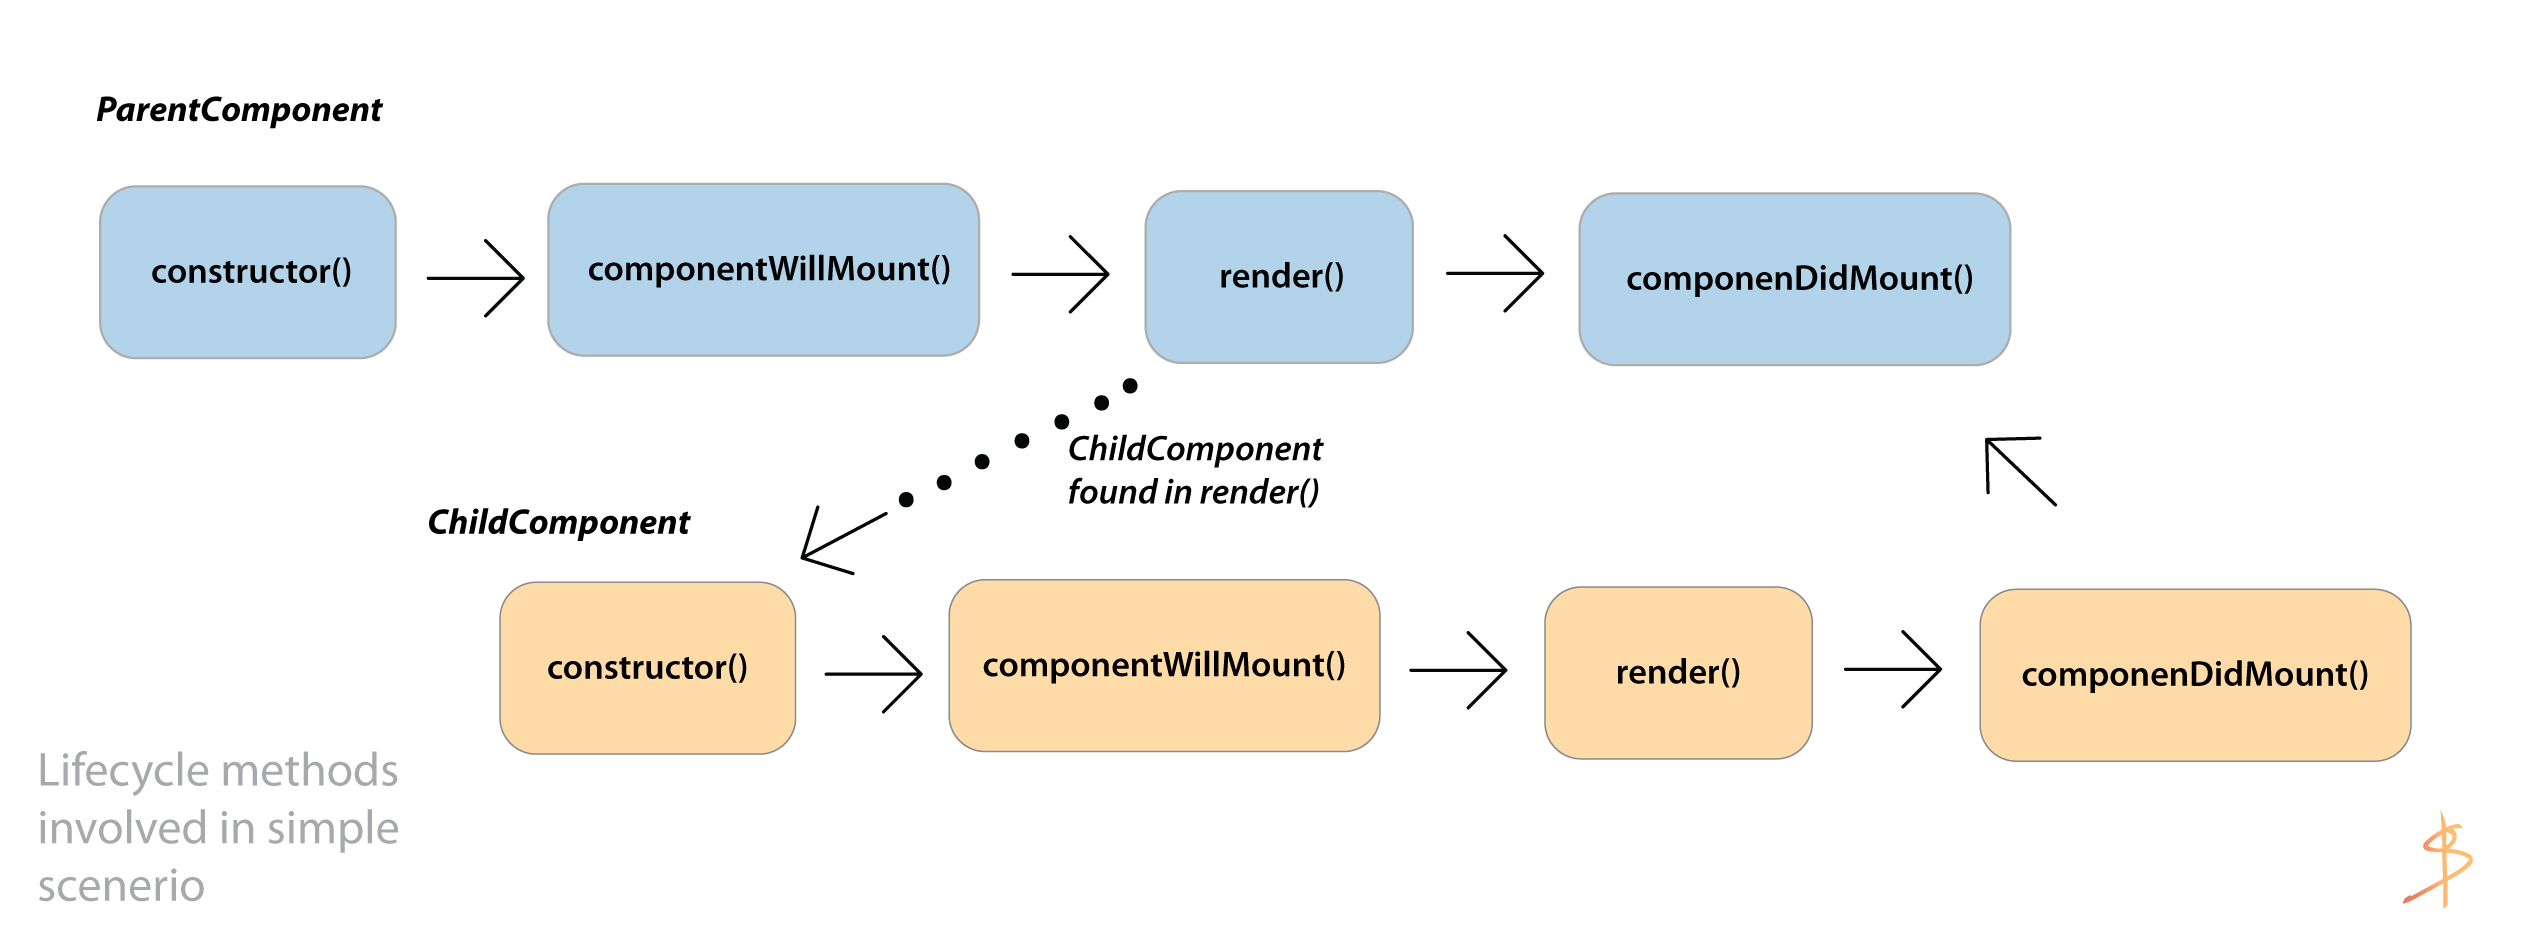 ParentComponent
constructor()
componentWillMount()
render()
componenDidMount()
ChildComponent
found in render()
ChildComponent
constructor()
componentWillMount()
render()
componenDidMount()
Lifecycle methods
involved in simple
scenerio